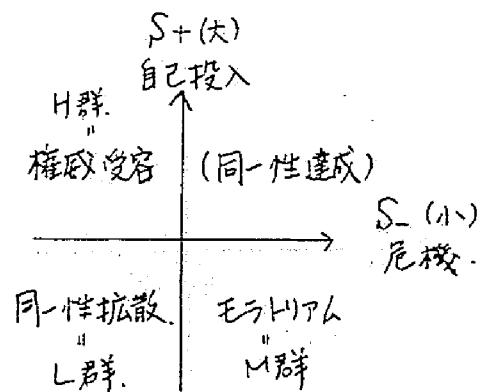 S+(大)
自己投入
H群.
=
権威受容
(同一性達成)
S-(小)
危機.
同一性拡散.
=
L群.
モラトリアム
=
M群